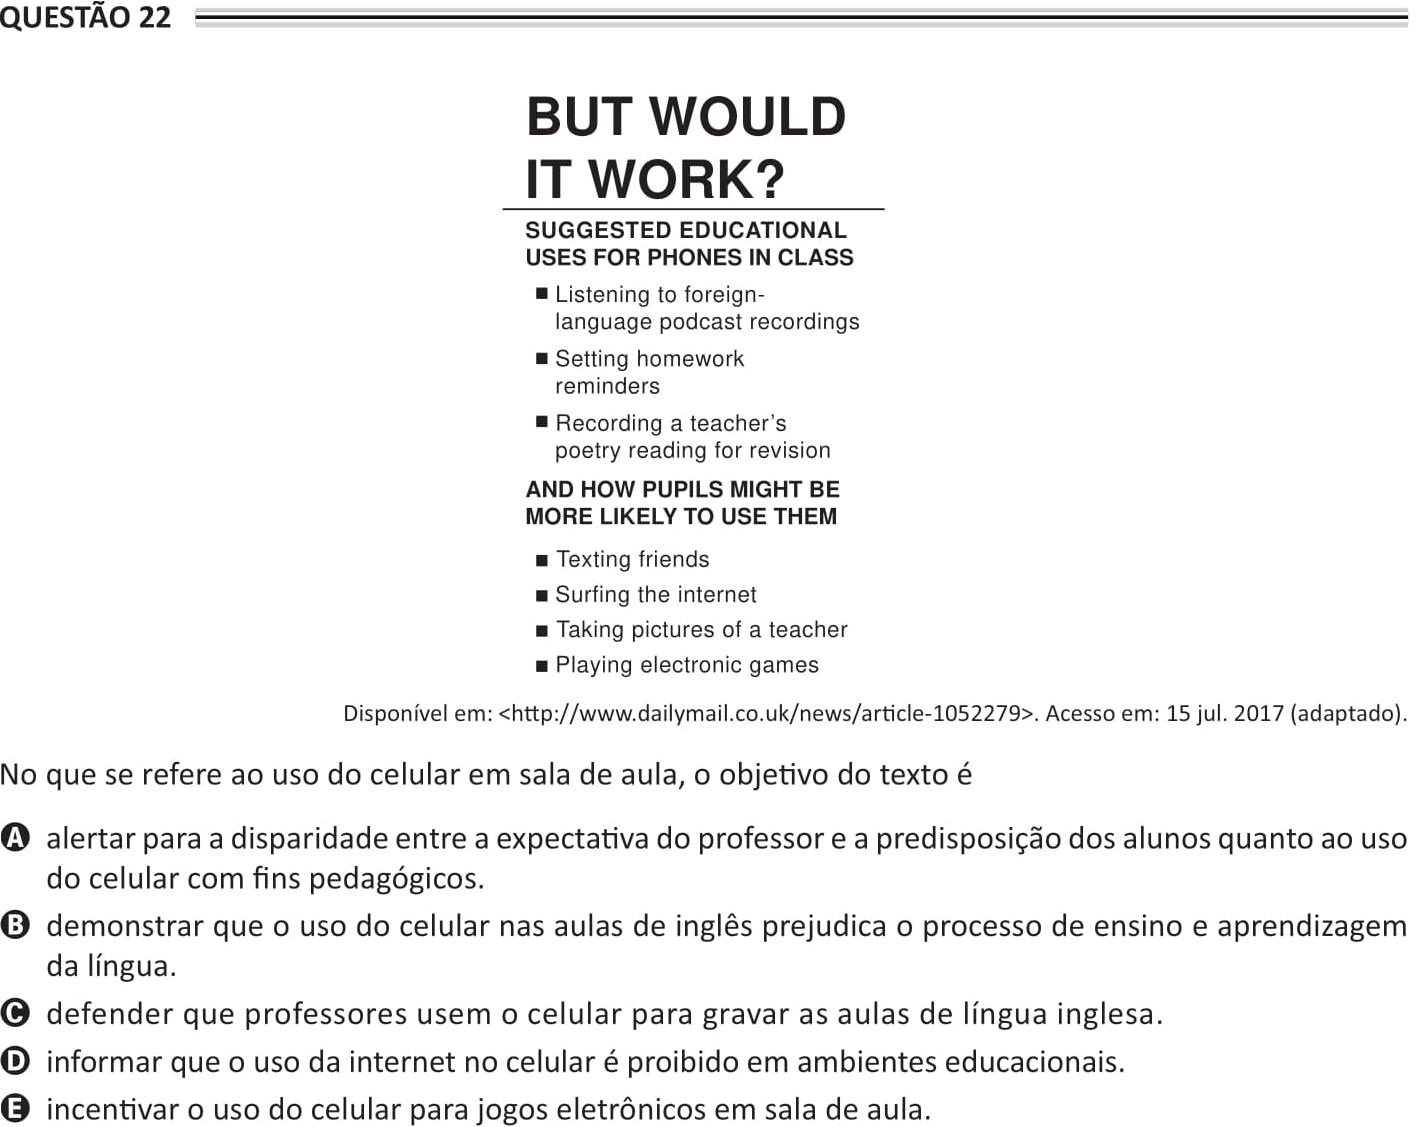 QUESTÃO 22
BUT WOULD
IT WORK?
SUGGESTED EDUCATIONAL
USES FOR PHONES IN CLASS
■ Listening to foreign-
language podcast recordings
■ Setting homework
reminders
■ Recording a teacher’s
poetry reading for revision
AND HOW PUPILS MIGHT BE
MORE LIKELY TO USE THEM
■ Texting friends
■ Surfing the internet
■ Taking pictures of a teacher
■ Playing electronic games
Disponível em: <http://www.dailymail.co.uk/news/article-1052279>. Acesso em: 15 jul. 2017 (adaptado).
No que se refere ao uso do celular em sala de aula, o objetivo do texto é
A alertar para a disparidade entre a expectativa do professor e a predisposição dos alunos quanto ao uso
do celular com fins pedagógicos.
B demonstrar que o uso do celular nas aulas de inglês prejudica o processo de ensino e aprendizagem
da língua.
C defender que professores usem o celular para gravar as aulas de língua inglesa.
D informar que o uso da internet no celular é proibido em ambientes educacionais.
E incentivar o uso do celular para jogos eletrônicos em sala de aula.